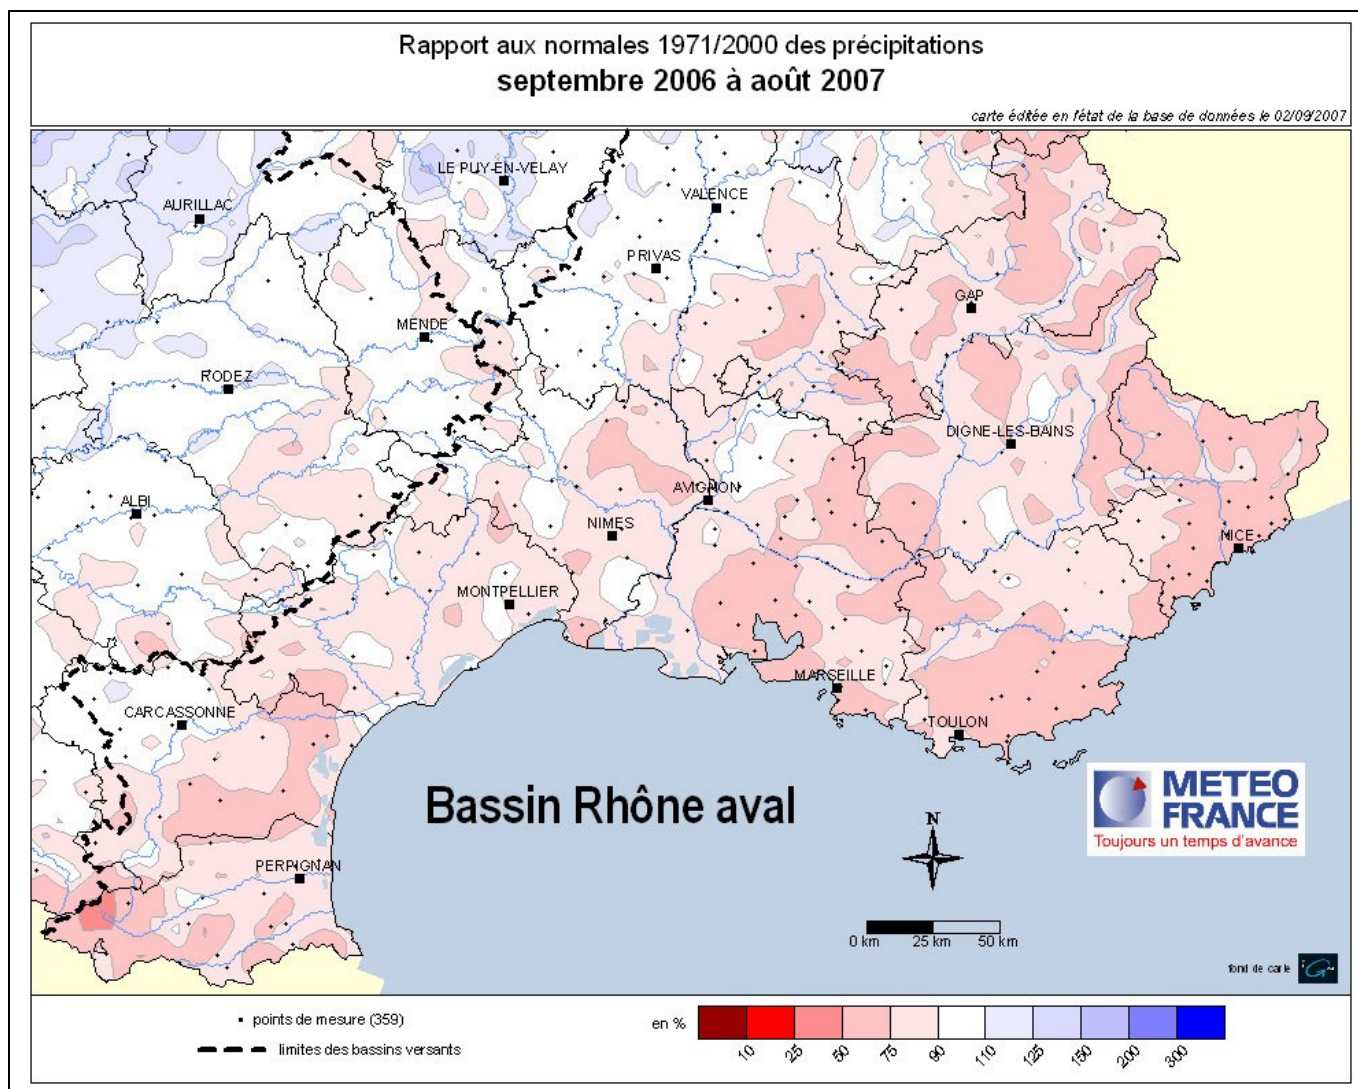 Rapport aux normales 1971/2000 des précipitations
septembre 2006 à août 2007
carte éditée en l'état de la base de données le 02/09/2007
LE PUY-EN-VELAY
AURILLAC
VALENCE
PRIVAS
GAP
MENDE
RODEZ
DIGNE-LES-BAINS
ALBI
AVIGNON
NIMES
NICE
MONTPELLIER
MARSEILLE
CARCASSONNE
TOULON
METEO
FRANCE
Toujours un temps d'avance
Bassin Rhône aval
N
PERPIGNAN
0 km 25 km 50 km
fond de carte iGn
points de mesure (359)
limites des bassins versants
en %
10 25 50 75 90 110 125 150 200 300